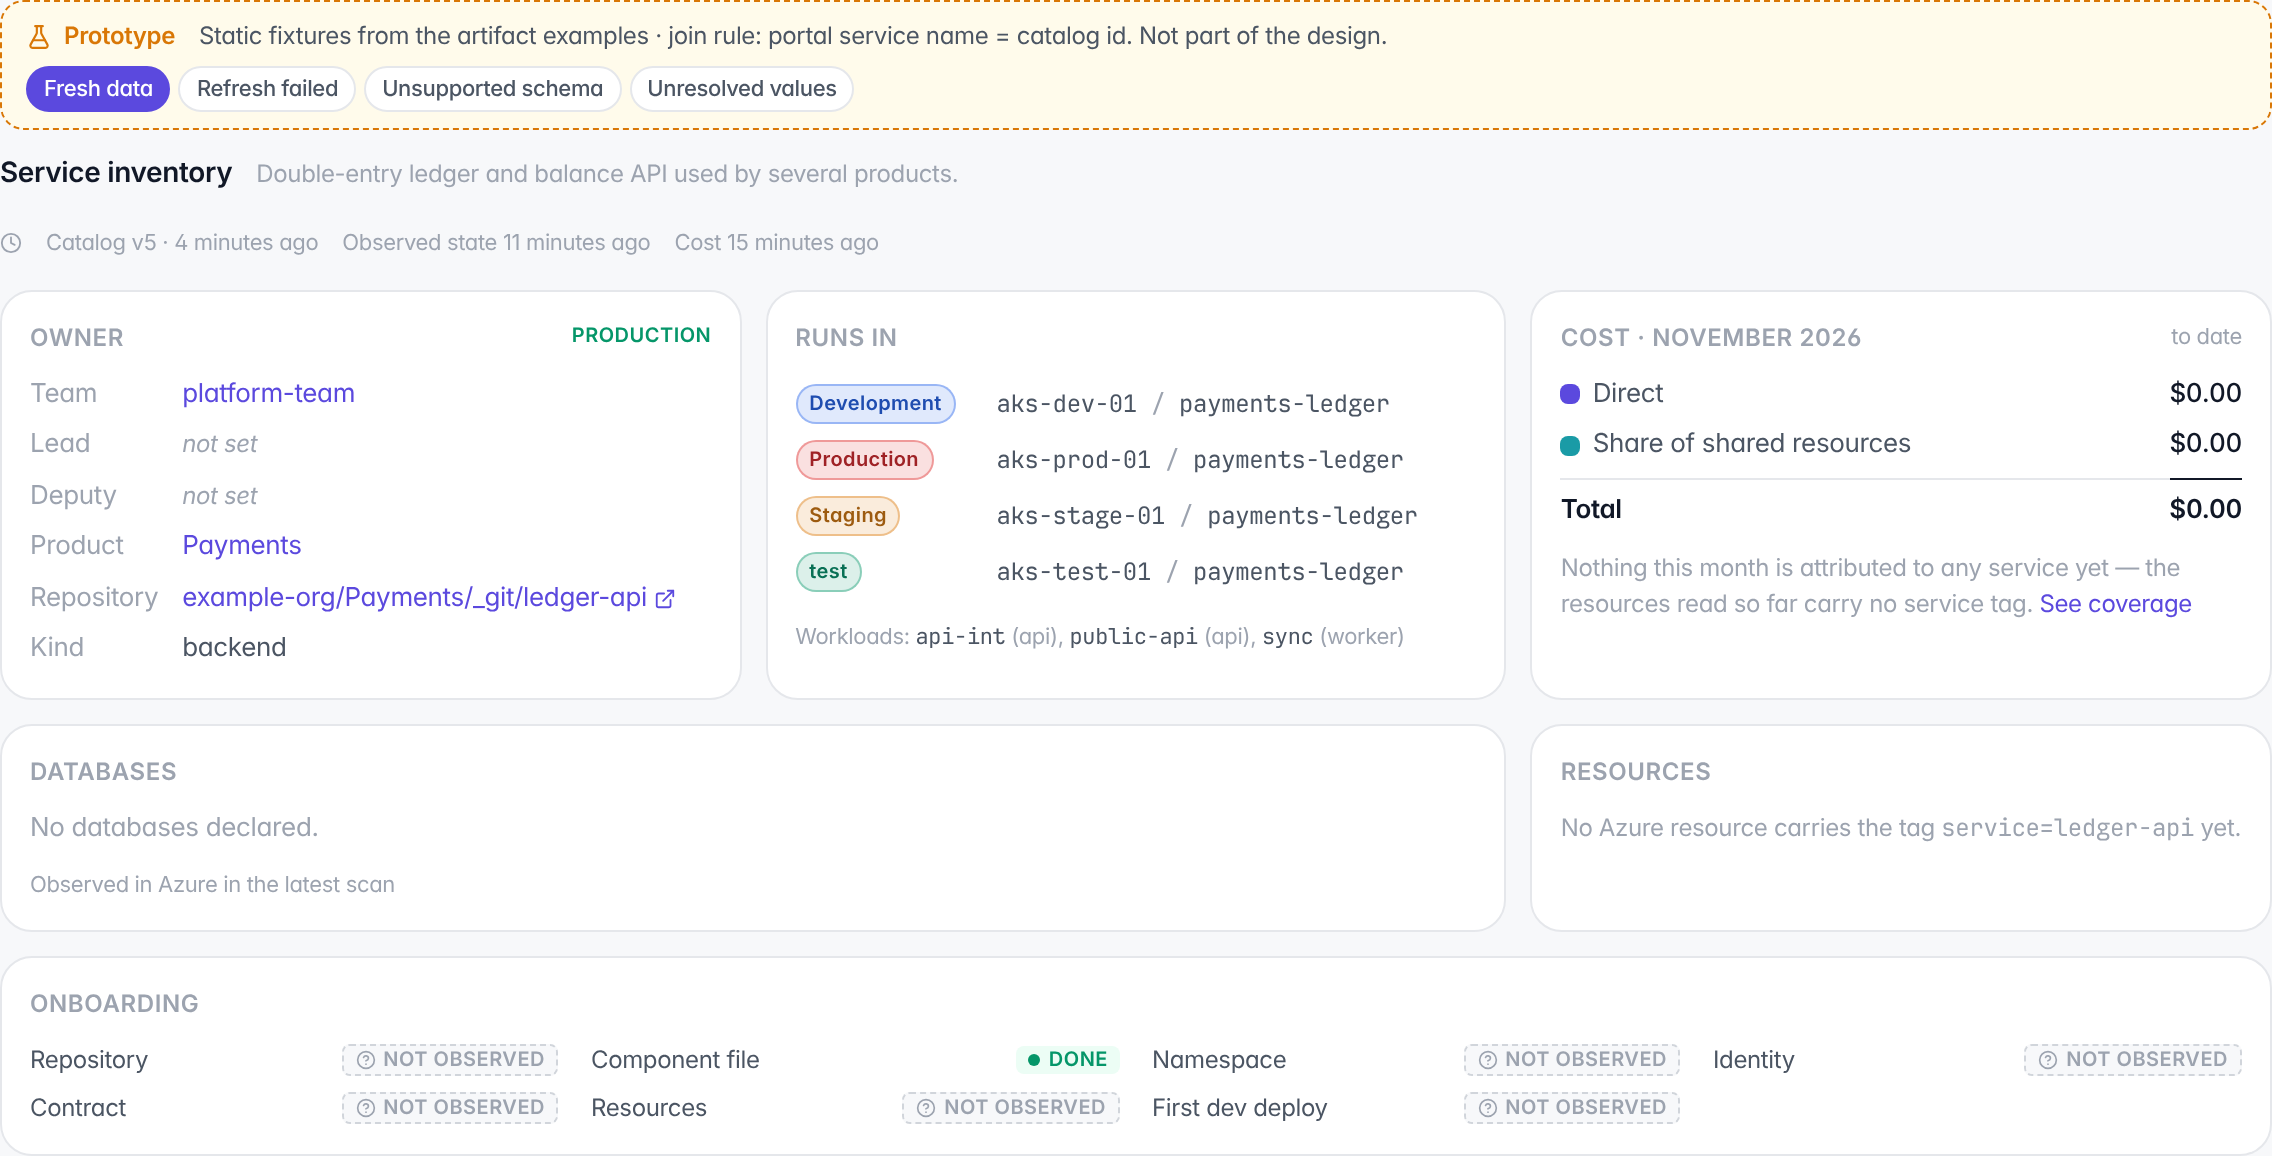 Prototype Static fixtures from the artifact examples · join rule: portal service name = catalog id. Not part of the design.
Fresh data Refresh failed Unsupported schema Unresolved values
Service inventory Double-entry ledger and balance API used by several products.
Catalog v5 · 4 minutes ago Observed state 11 minutes ago Cost 15 minutes ago
OWNER PRODUCTION
Team platform-team
Lead not set
Deputy not set
Product Payments
Repository example-org/Payments/_git/ledger-api
Kind backend
RUNS IN
Development aks-dev-01 / payments-ledger
Production aks-prod-01 / payments-ledger
Staging aks-stage-01 / payments-ledger
test aks-test-01 / payments-ledger
Workloads: api-int (api), public-api (api), sync (worker)
COST · NOVEMBER 2026 to date
Direct $0.00
Share of shared resources $0.00
Total $0.00
Nothing this month is attributed to any service yet — the
resources read so far carry no service tag. See coverage
DATABASES
No databases declared.
Observed in Azure in the latest scan
RESOURCES
No Azure resource carries the tag service=ledger-api yet.
ONBOARDING
Repository NOT OBSERVED Component file DONE Namespace NOT OBSERVED Identity NOT OBSERVED
Contract NOT OBSERVED Resources NOT OBSERVED First dev deploy NOT OBSERVED